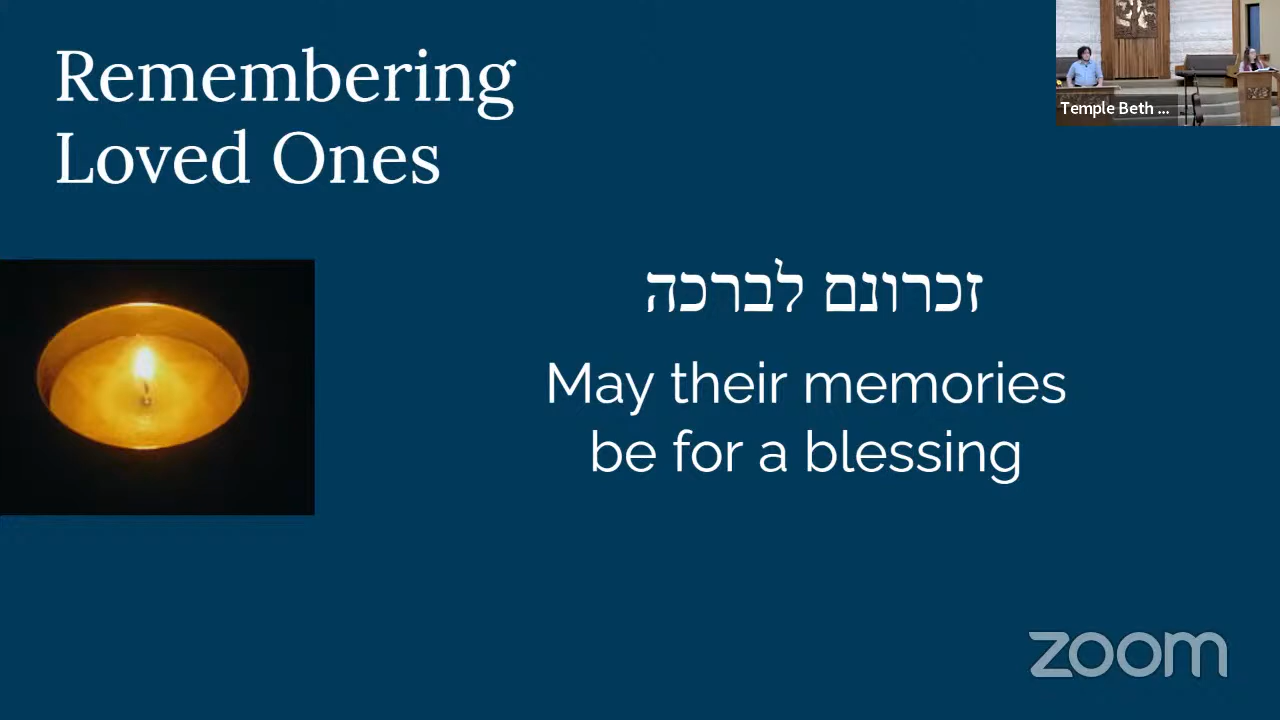 Remembering
Loved Ones
Temple Beth ...
זכרונם לברכה
May their memories
be for a blessing
zoom